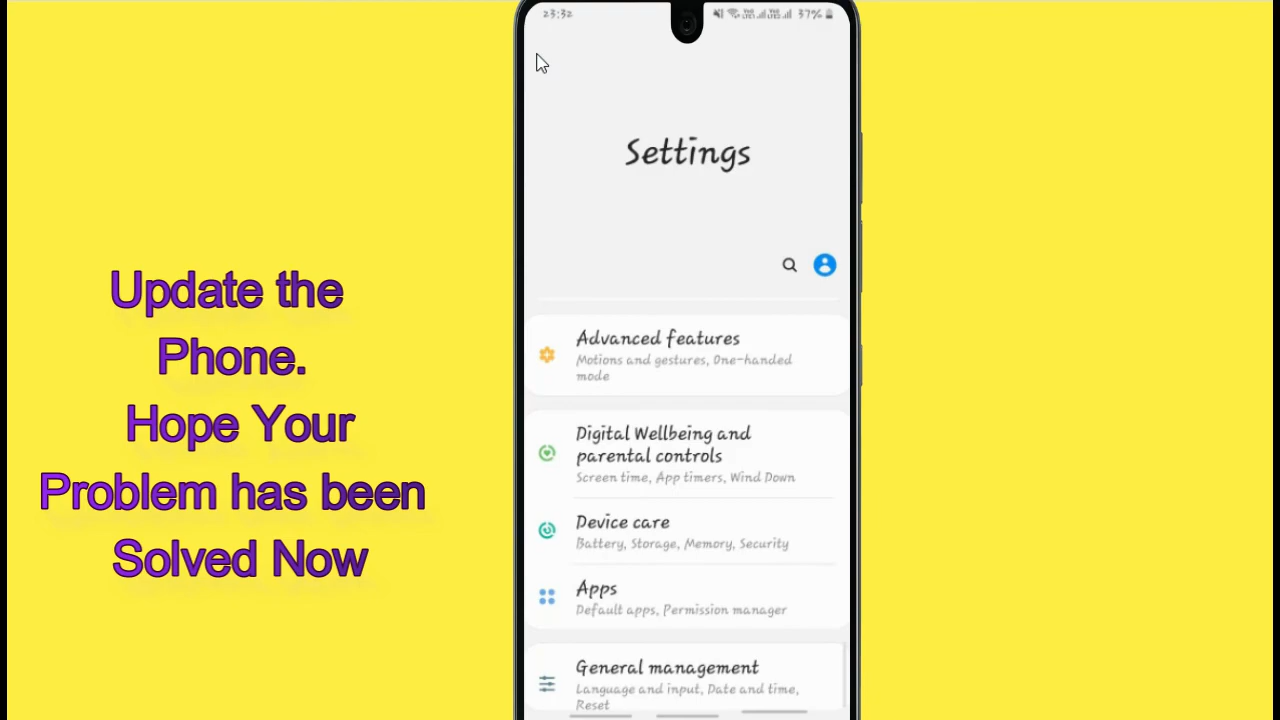 23:32
37%
Settings
Update the
Phone.
Hope Your
Problem has been
Solved Now
Advanced features
Motions and gestures, One-handed
mode
Digital Wellbeing and
parental controls
Screen time, App timers, Wind Down
Device care
Battery, Storage, Memory, Security
Apps
Default apps, Permission manager
General management
Language and input, Date and time,
Reset